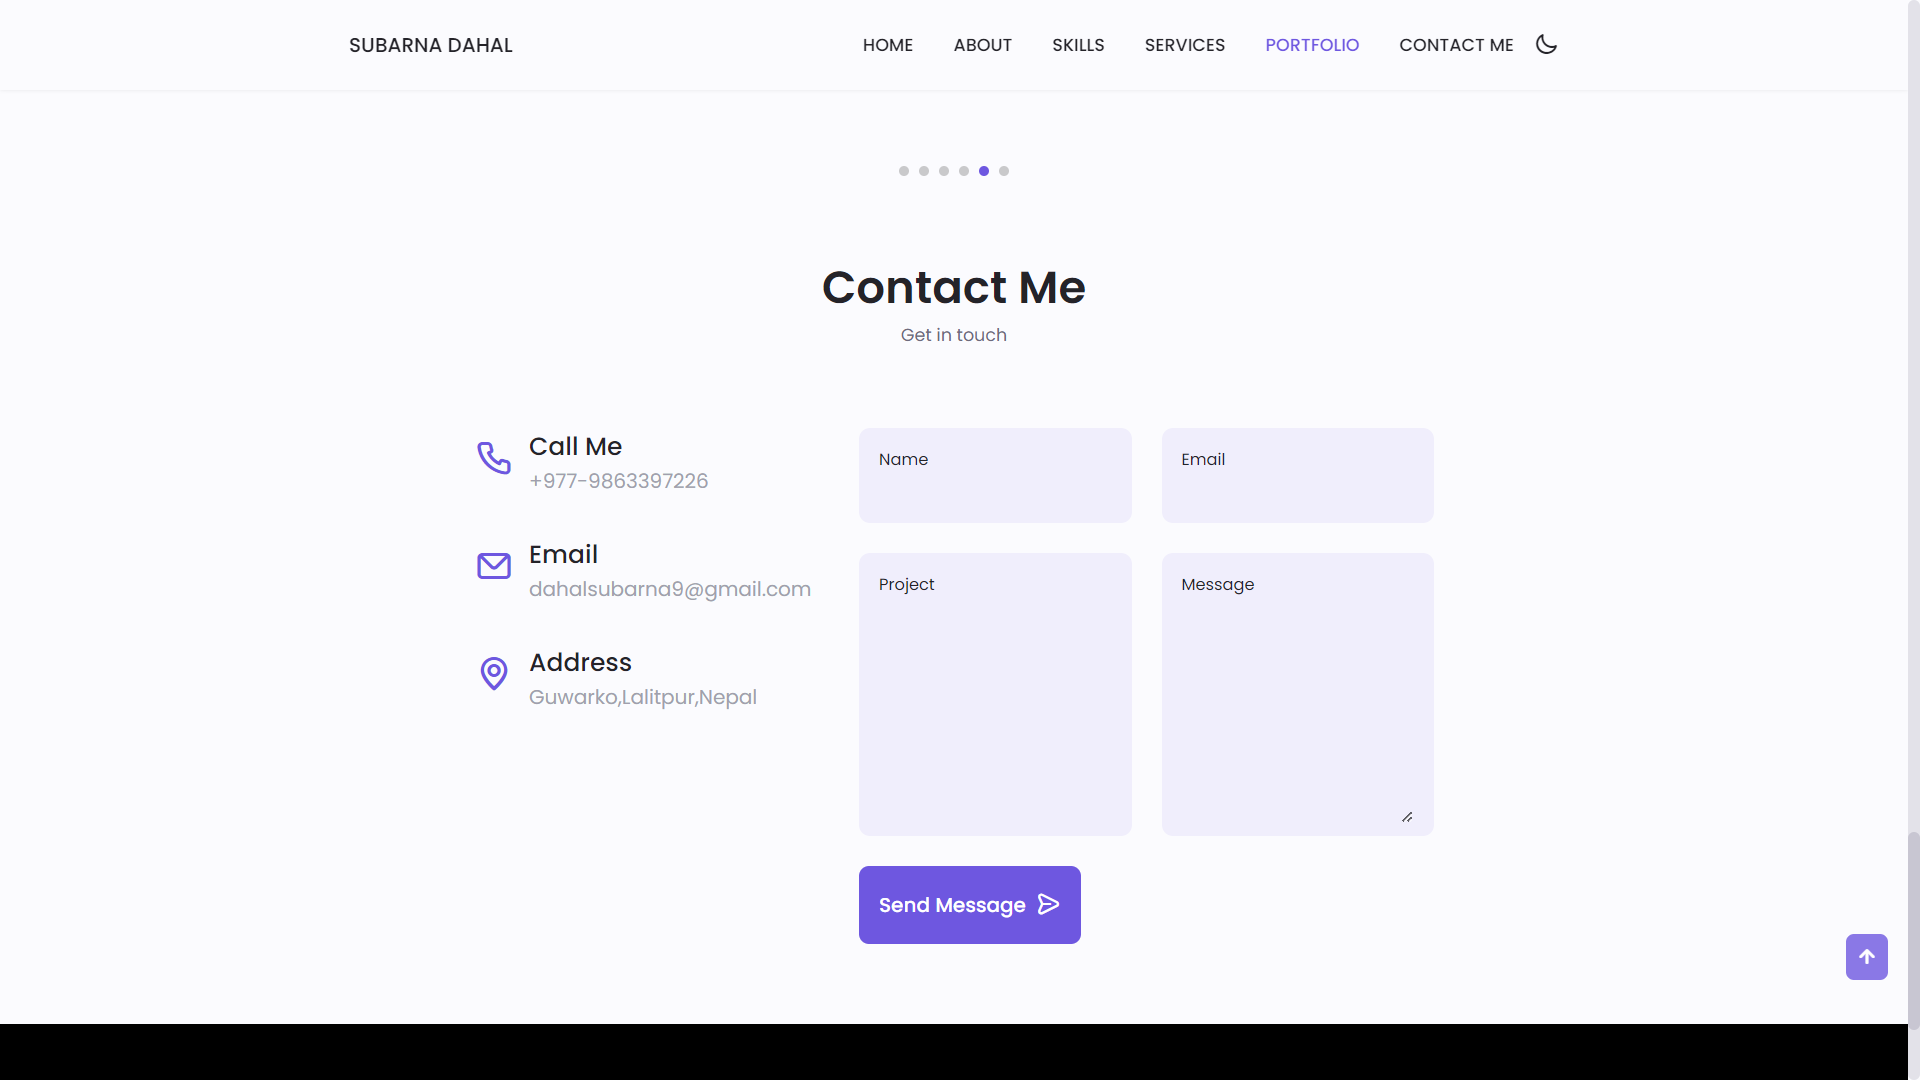 SUBARNA DAHAL
HOME ABOUT SKILLS SERVICES PORTFOLIO CONTACT ME
Contact Me
Get in touch
Call Me
+977-9863397226
Email
dahalsubarna9@gmail.com
Address
Guwarko,Lalitpur,Nepal
Name
Email
Project
Message
Send Message